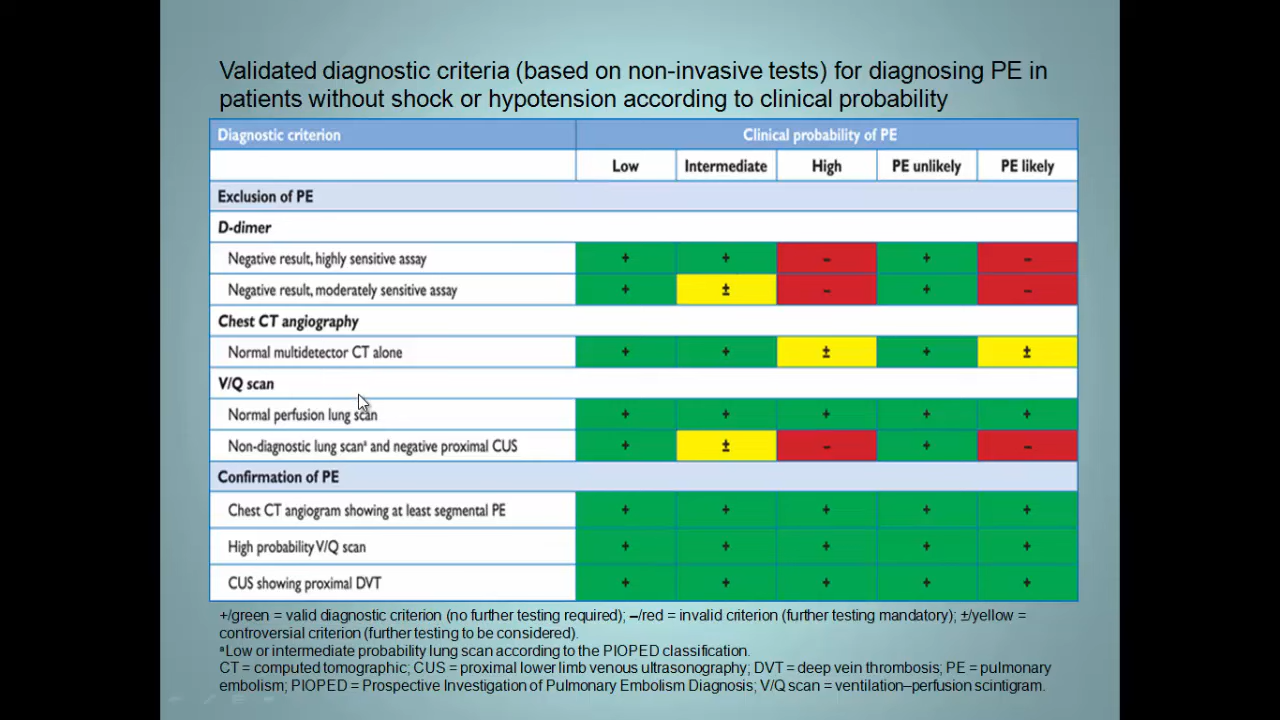 Validated diagnostic criteria (based on non-invasive tests) for diagnosing PE in
patients without shock or hypotension according to clinical probability
Diagnostic criterion Clinical probability of PE
Low Intermediate High PE unlikely PE likely
Exclusion of PE
D-dimer
Negative result, highly sensitive assay + + – + –
Negative result, moderately sensitive assay + ± – + –
Chest CT angiography
Normal multidetector CT alone + + ± + ±
V/Q scan
Normal perfusion lung scan + + + + +
Non-diagnostic lung scanª and negative proximal CUS + ± – + –
Confirmation of PE
Chest CT angiogram showing at least segmental PE + + + + +
High probability V/Q scan + + + + +
CUS showing proximal DVT + + + + +
+/green = valid diagnostic criterion (no further testing required); –/red = invalid criterion (further testing mandatory); ±/yellow =
controversial criterion (further testing to be considered).
ªLow or intermediate probability lung scan according to the PIOPED classification.
CT = computed tomographic; CUS = proximal lower limb venous ultrasonography; DVT = deep vein thrombosis; PE = pulmonary
embolism; PIOPED = Prospective Investigation of Pulmonary Embolism Diagnosis; V/Q scan = ventilation–perfusion scintigram.